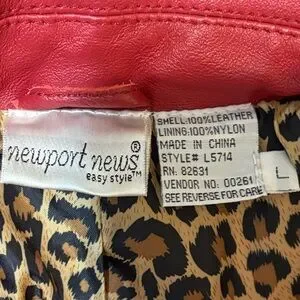 newport news®
easy style™
SHELL:100%LEATHER
LINING:100%NYLON
MADE IN CHINA
STYLE# L5714
RN: 82631
VENDOR NO: 00261
SEE REVERSE FOR CARE
L